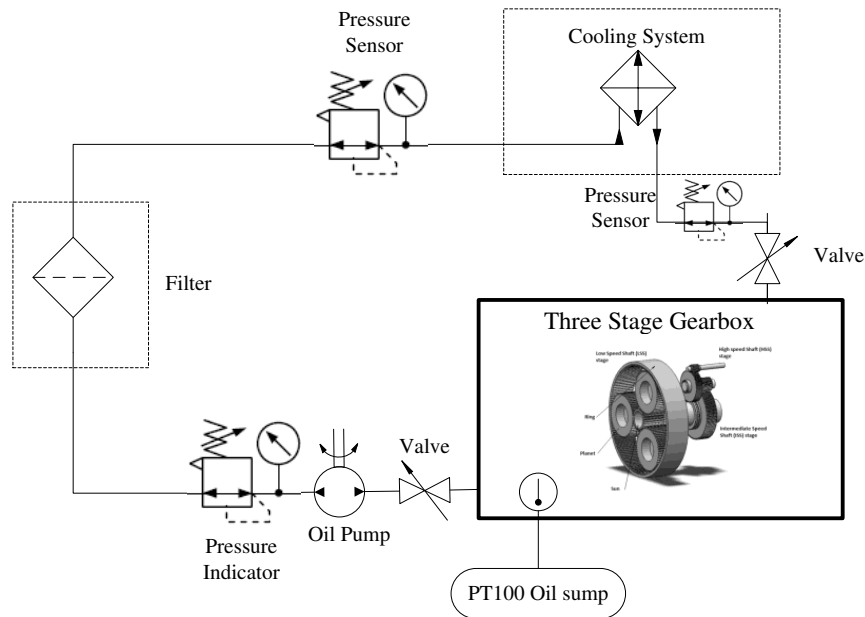 Pressure
Sensor
Cooling System
Pressure
Sensor
Valve
Filter
Three Stage Gearbox
Low Speed Shaft (LSS)
stage
High speed Shaft (HSS)
stage
Ring
Planet
Sun
Intermediate Speed
Shaft (ISS) stage
Valve
Oil Pump
Pressure
Indicator
PT100 Oil sump